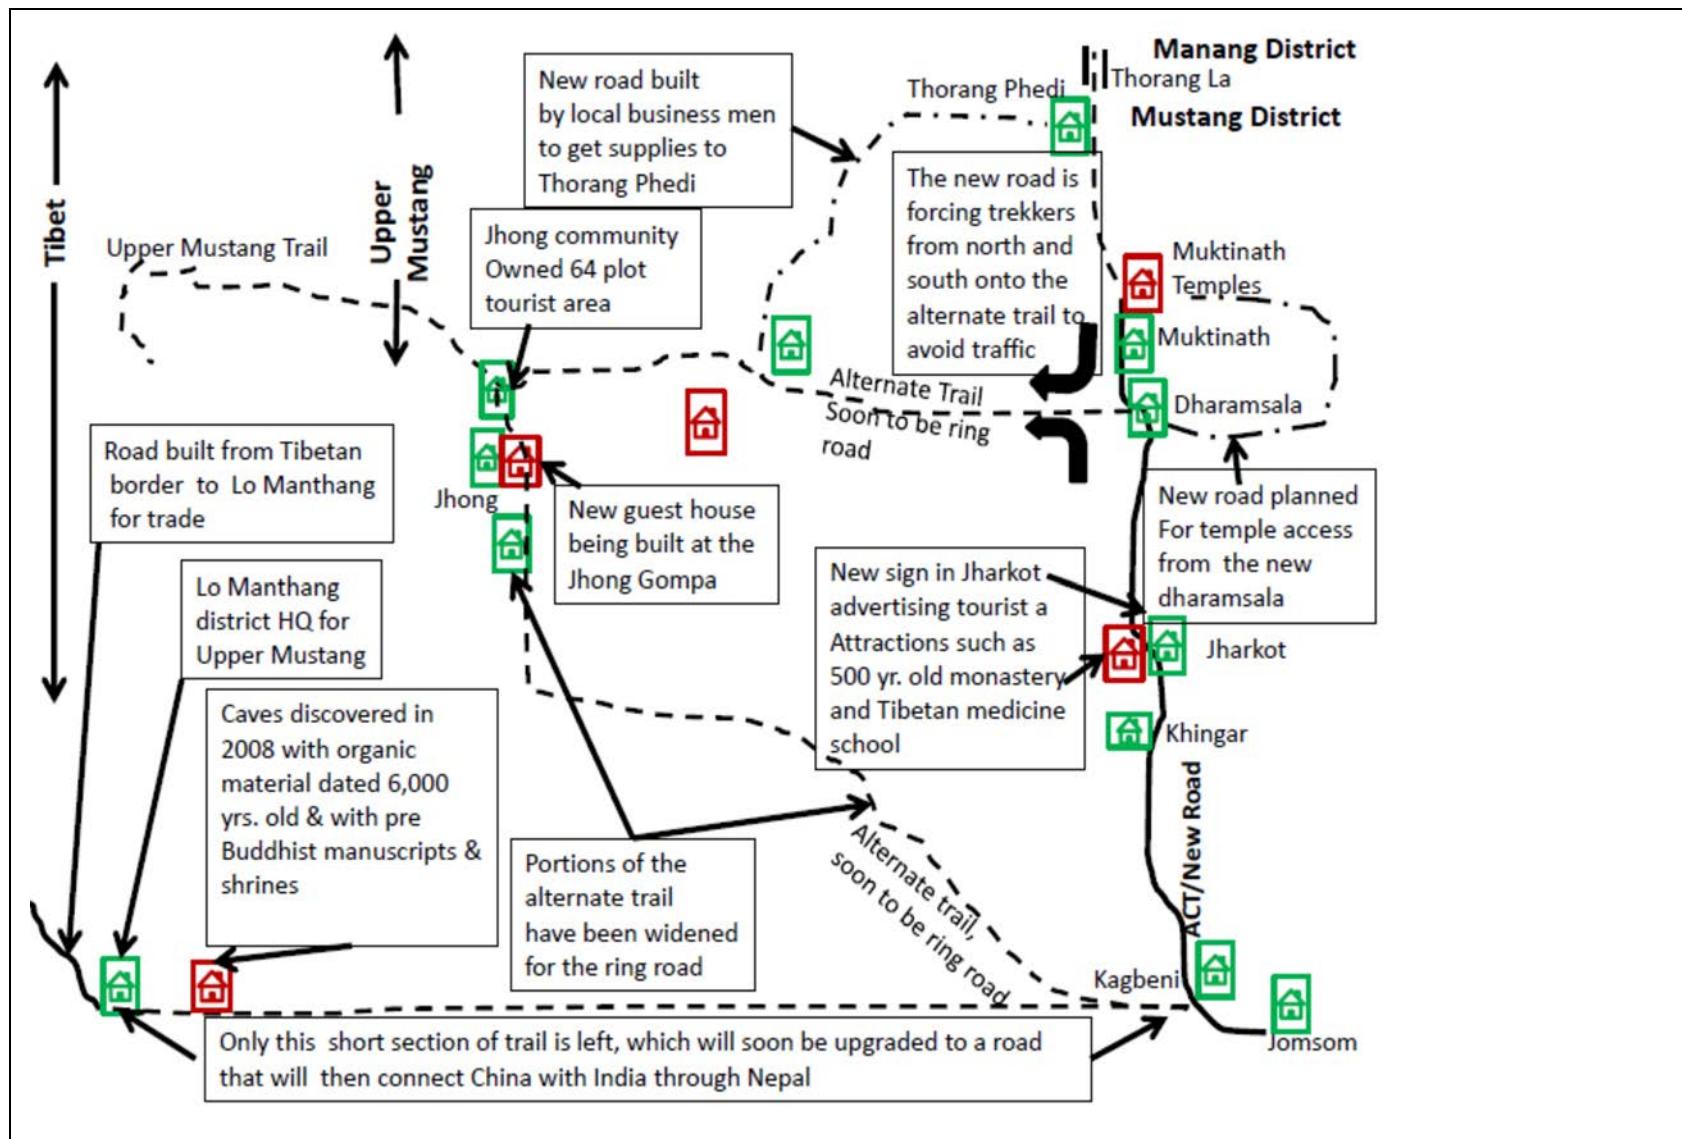 Manang District
Thorang La
Mustang District
Thorang Phedi
New road built
by local business men
to get supplies to
Thorang Phedi
Tibet
Upper
Mustang
Upper Mustang Trail
Jhong community
Owned 64 plot
tourist area
The new road is
forcing trekkers
from north and
south onto the
alternate trail to
avoid traffic
Muktinath
Temples
Muktinath
Dharamsala
Alternate Trail
Soon to be ring
road
Road built from Tibetan
border to Lo Manthang
for trade
Jhong
New guest house
being built at the
Jhong Gompa
New road planned
For temple access
from the new
dharamsala
Lo Manthang
district HQ for
Upper Mustang
New sign in Jharkot
advertising tourist a
Attractions such as
500 yr. old monastery
and Tibetan medicine
school
Jharkot
Khingar
Caves discovered in
2008 with organic
material dated 6,000
yrs. old & with pre
Buddhist manuscripts &
shrines
ACT/New Road
Portions of the
alternate trail
have been widened
for the ring road
Alternate trail,
soon to be ring road
Kagbeni
Jomsom
Only this short section of trail is left, which will soon be upgraded to a road
that will then connect China with India through Nepal